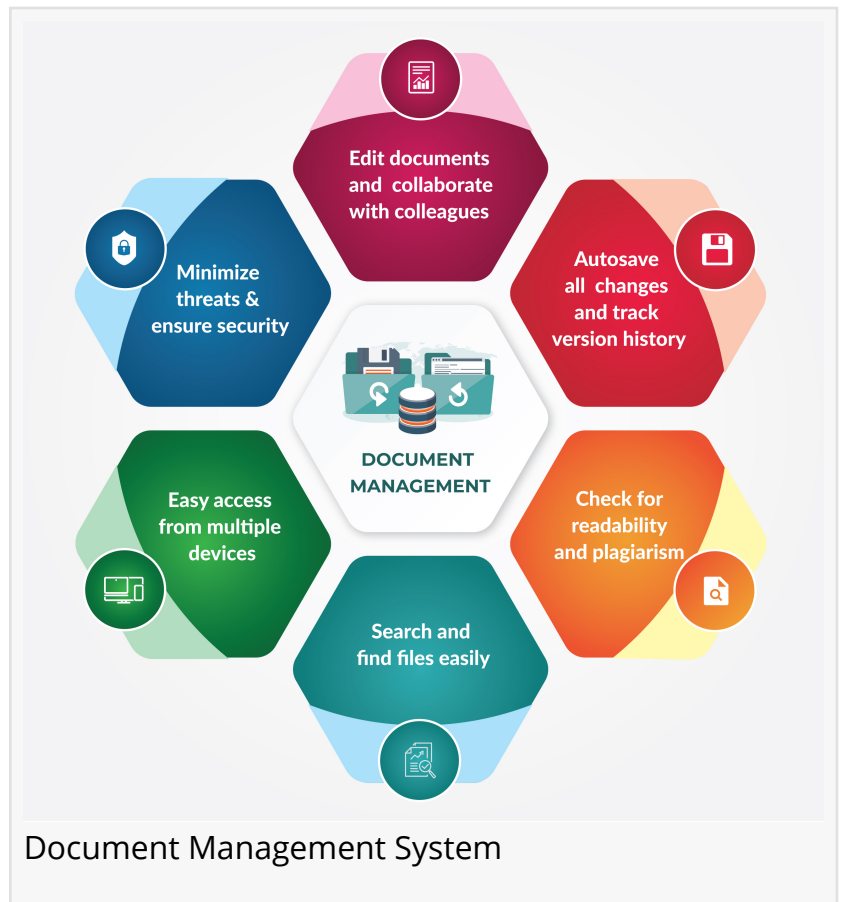 Edit documents
and collaborate
with colleagues
Minimize
threats &
ensure security
Autosave
all changes
and track
version history
DOCUMENT
MANAGEMENT
Easy access
from multiple
devices
Check for
readability
and plagiarism
Search and
find files easily
Document Management System